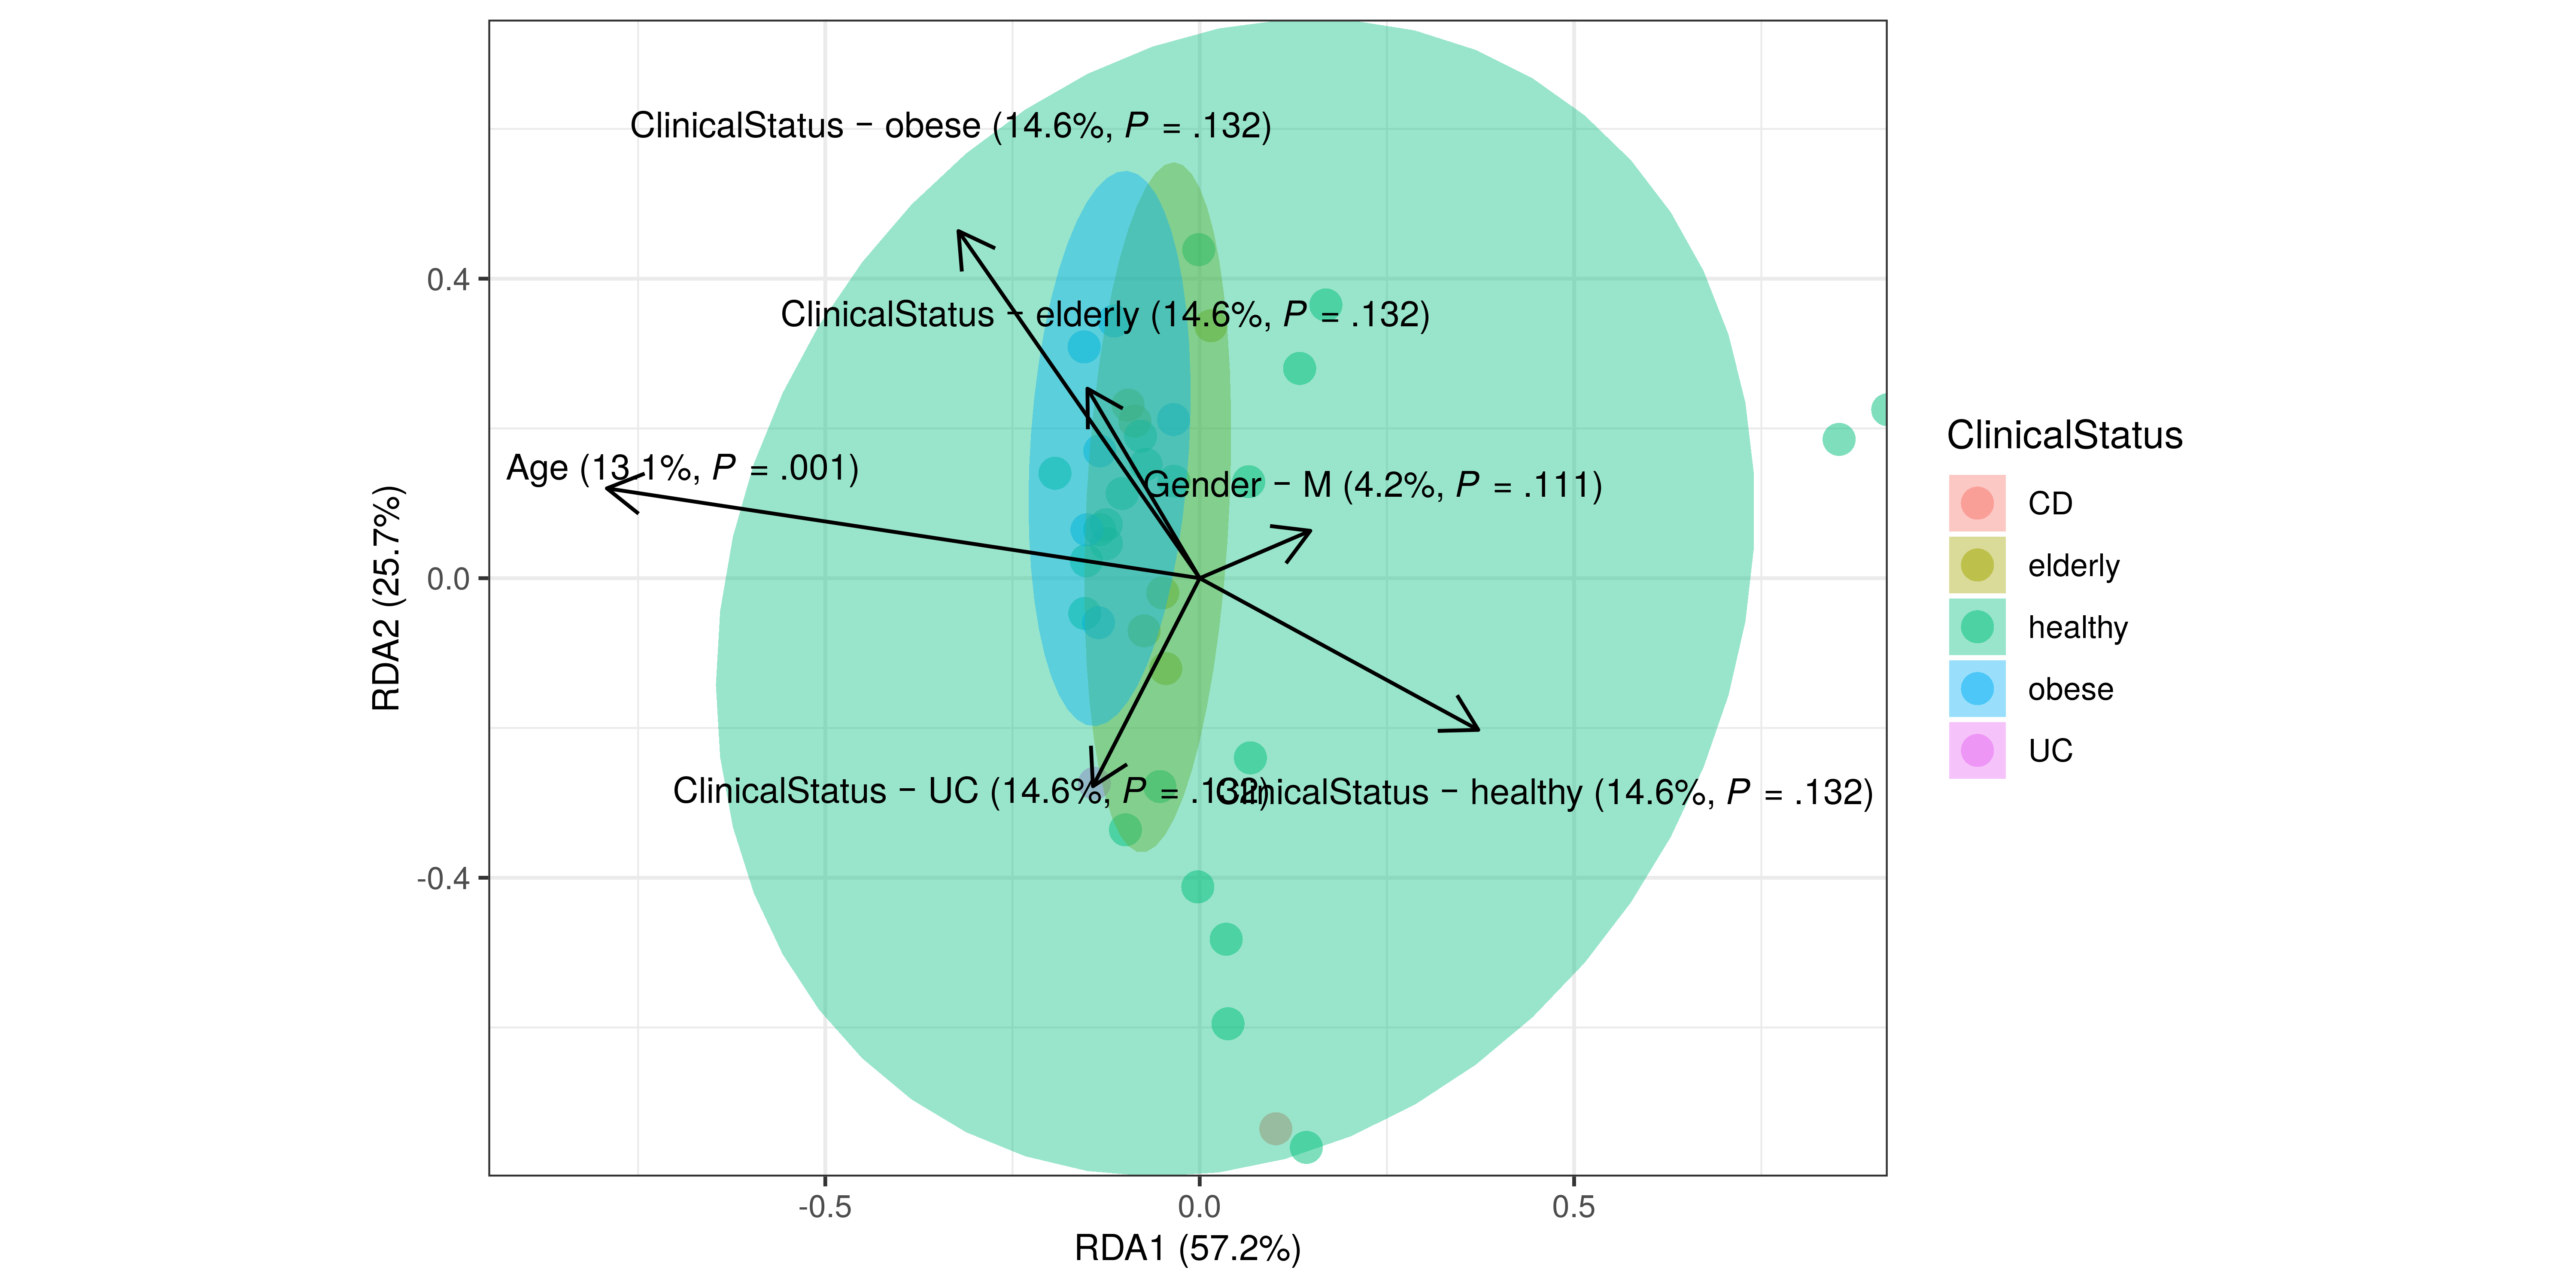 ClinicalStatus − obese (14.6%, P = .132)
0.4
ClinicalStatus − elderly (14.6%, P = .132)
Age (13.1%, P = .001)
Gender − M (4.2%, P = .111)
0.0
ClinicalStatus − UC (14.6%, P = .132)
ClinicalStatus − healthy (14.6%, P = .132)
-0.4
RDA2 (25.7%)
-0.5
0.0
0.5
RDA1 (57.2%)
ClinicalStatus
CD
elderly
healthy
obese
UC